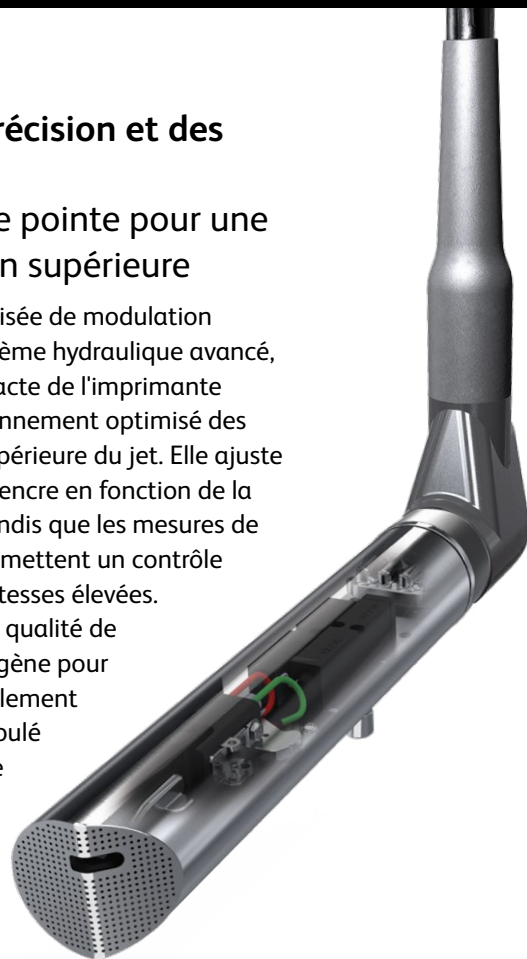 récision et des
e pointe pour une
n supérieure
isée de modulation
ème hydraulique avancé,
acte de l'imprimante
onnement optimisé des
périeure du jet. Elle ajuste
encre en fonction de la
ndis que les mesures de
mettent un contrôle
tesses élevées.
qualité de
gène pour
lement
oulé
e